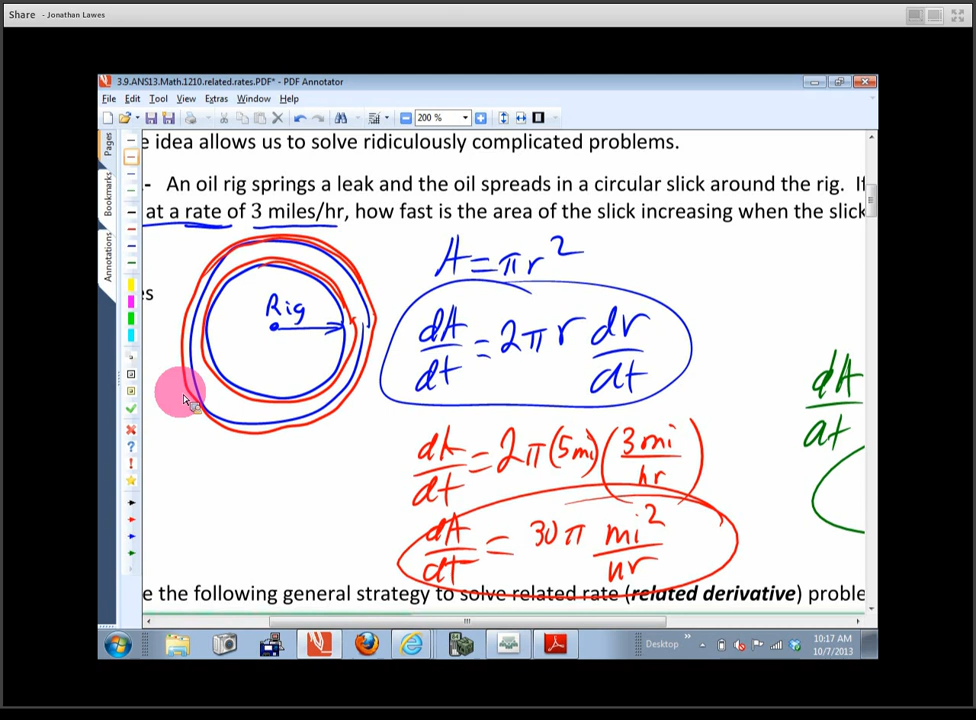 Share - Jonathan Lawes
3.9.ANS13.Math.1210.related.rates.PDF* - PDF Annotator
File Edit Tool View Extras Window Help
200 %
Pages
Bookmarks
Annotations
e idea allows us to solve ridiculously complicated problems.
- An oil rig springs a leak and the oil spreads in a circular slick around the rig. If
at a rate of 3 miles/hr, how fast is the area of the slick increasing when the slick
es
Rig
A = πr²
dA/dt = 2πr dr/dt
dA/dt = 2π(5mi)(3mi/hr)
dA/dt = 30π mi²/hr
dA/dt
e the following general strategy to solve related rate (related derivative) proble
Desktop
10:17 AM
10/7/2013